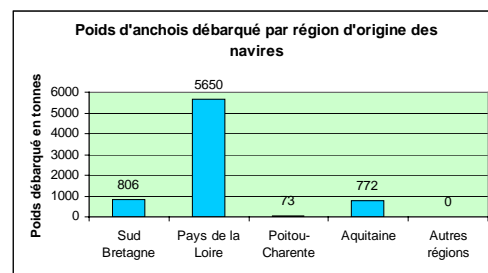 Poids d'anchois débarqué par région d'origine des
navires
Poids débarqué en tonnes
6000
5000
4000
3000
2000
1000
0
806
5650
73
772
0
Sud
Bretagne
Pays de la
Loire
Poitou-
Charente
Aquitaine
Autres
régions